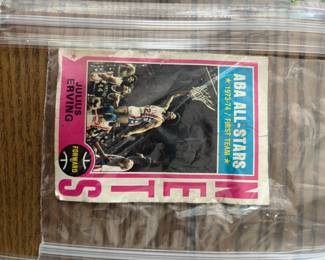 ABA ALL-STARS
★ 1973-74 / FIRST TEAM ★
JULIUS
ERVING
FORWARD
NETS